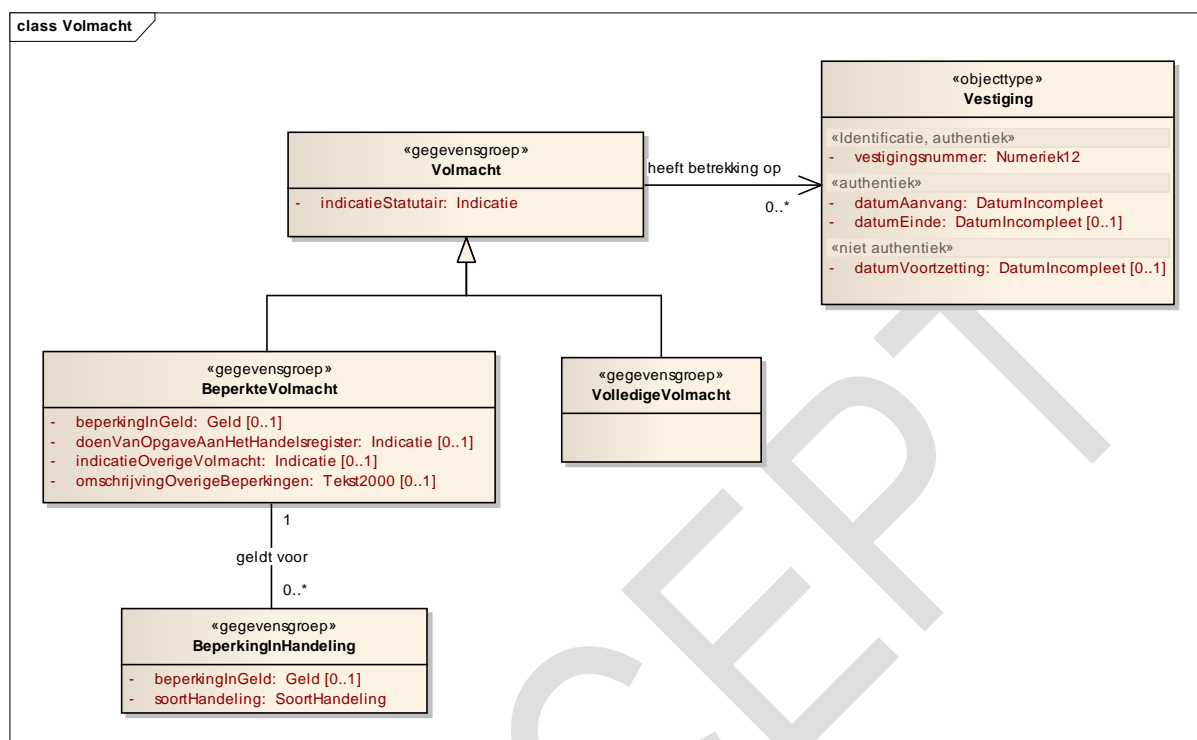 class Volmacht
«objecttype»
Vestiging
«Identificatie, authentiek»
- vestigingsnummer: Numeriek12
«authentiek»
- datumAanvang: DatumIncompleet
- datumEinde: DatumIncompleet [0..1]
«niet authentiek»
- datumVoortzetting: DatumIncompleet [0..1]
«gegevensgroep»
Volmacht
- indicatieStatutair: Indicatie
heeft betrekking op
0..*
«gegevensgroep»
BeperkteVolmacht
- beperkingInGeld: Geld [0..1]
- doenVanOpgaveAanHetHandelsregister: Indicatie [0..1]
- indicatieOverigeVolmacht: Indicatie [0..1]
- omschrijvingOverigeBeperkingen: Tekst2000 [0..1]
«gegevensgroep»
VolledigeVolmacht
1
geldt voor
0..*
«gegevensgroep»
BeperkingInHandeling
- beperkingInGeld: Geld [0..1]
- soortHandeling: SoortHandeling
CEPT